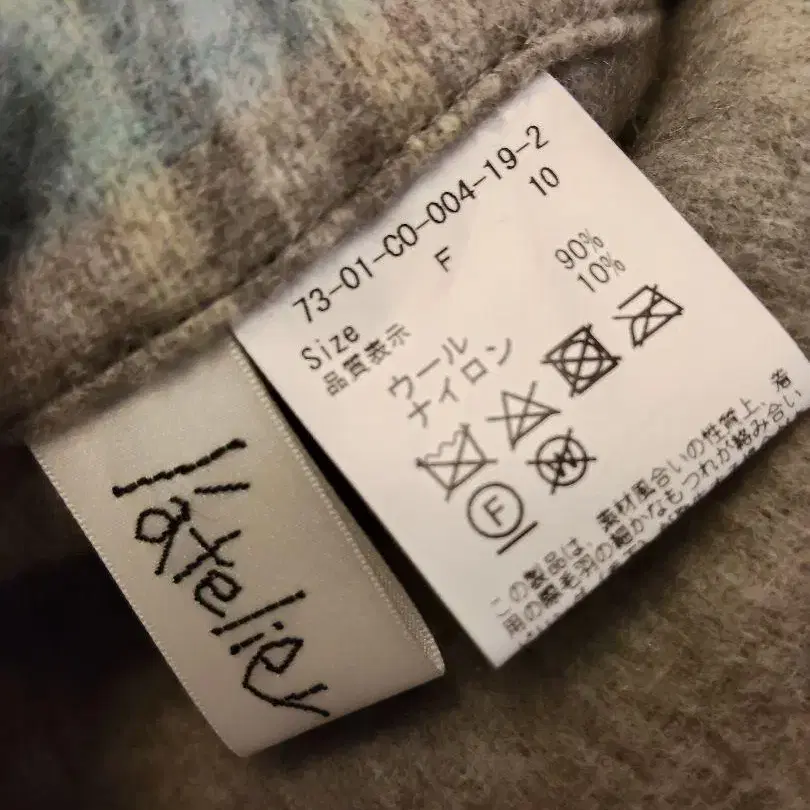 l'atelier
73-01-CO-004-19-2
10
Size F
品質表示
ウール 90%
ナイロン 10%
この製品は、素材風合いの性質上、着
用の際毛羽の細かなもつれが絡み合い